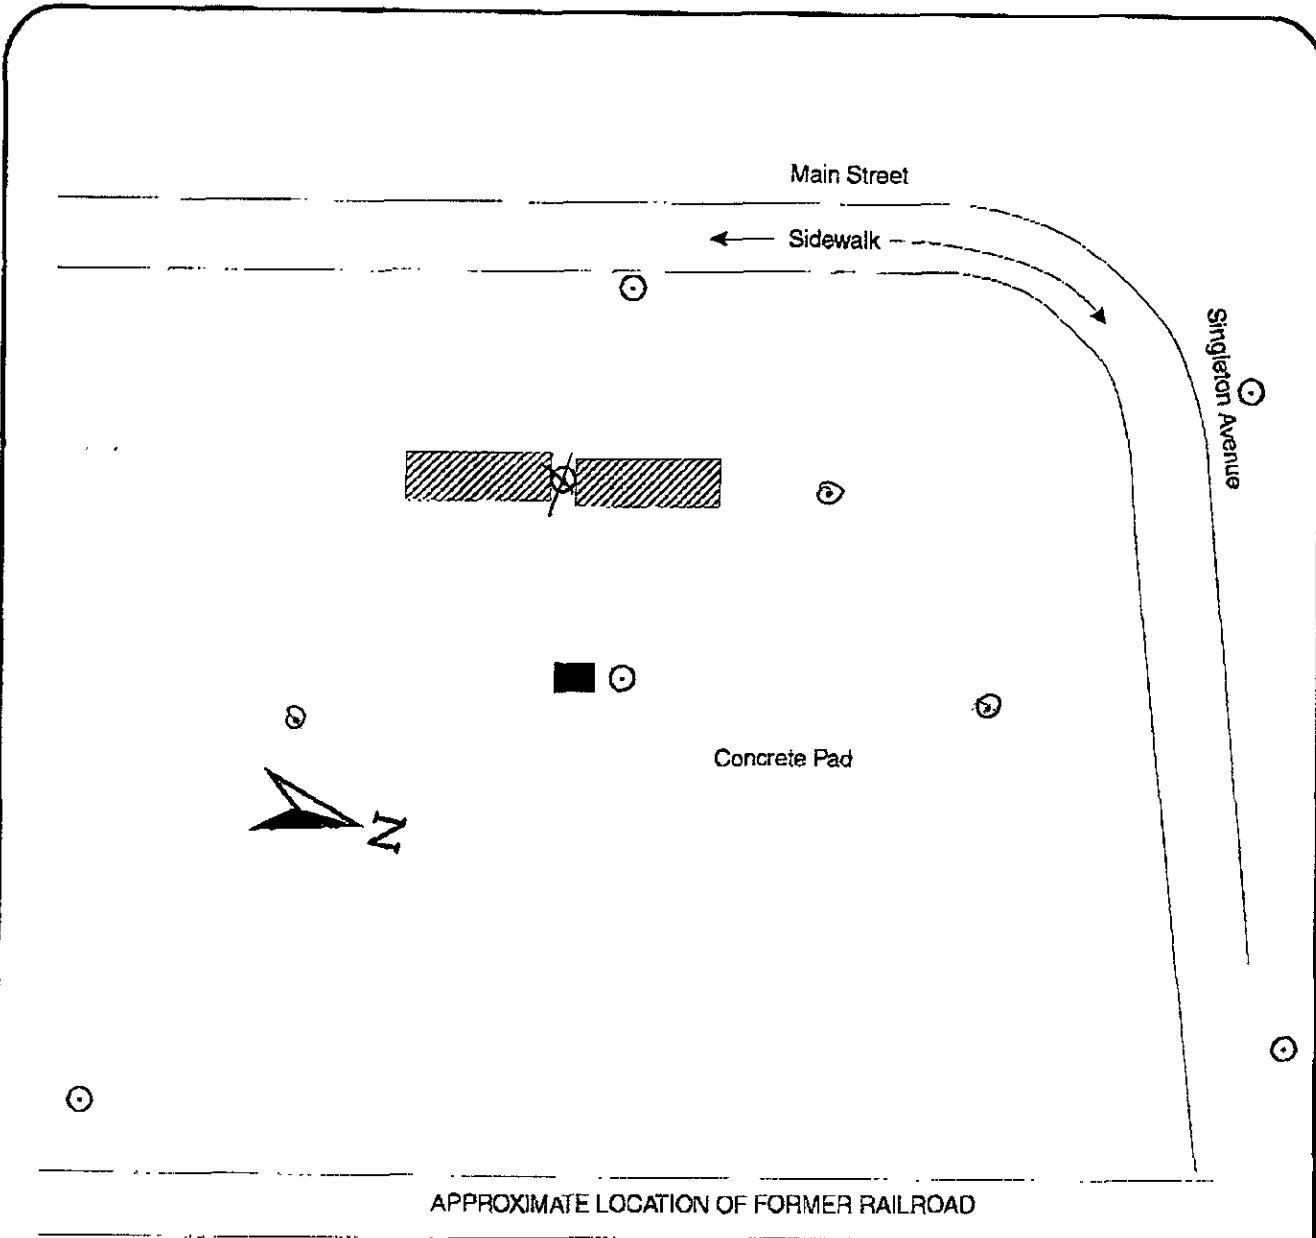 Main Street
Sidewalk
Singleton Avenue
Concrete Pad
N
APPROXIMATE LOCATION OF FORMER RAILROAD